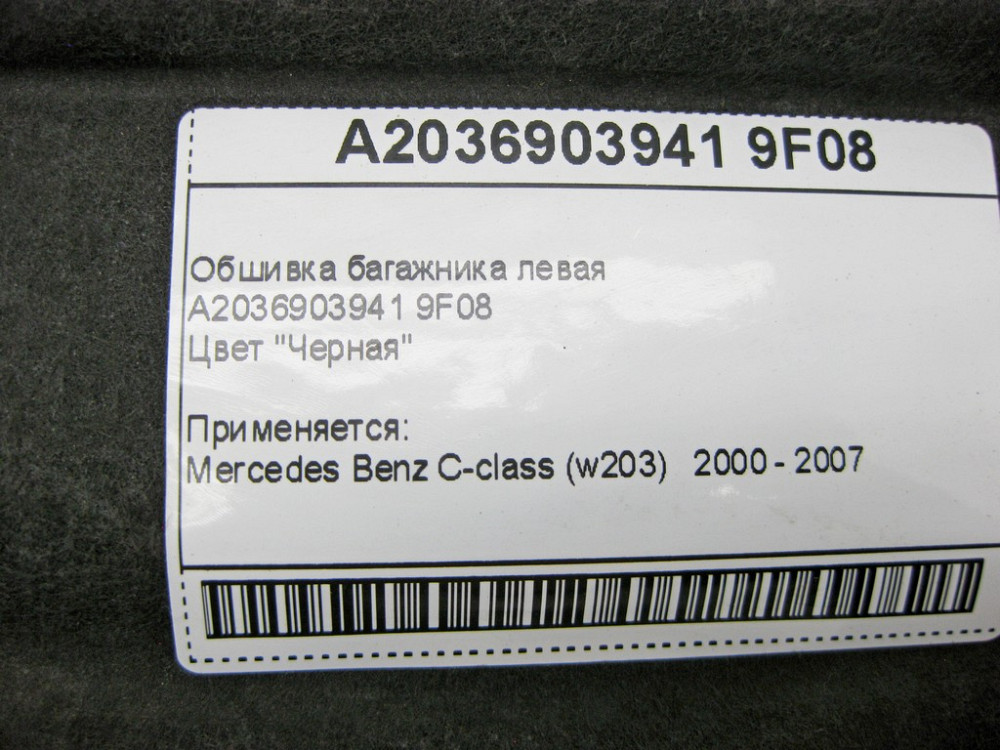 A2036903941 9F08
Обшивка багажника левая
A2036903941 9F08
Цвет "Черная"
Применяется:
Mercedes Benz C-class (w203) 2000 - 2007